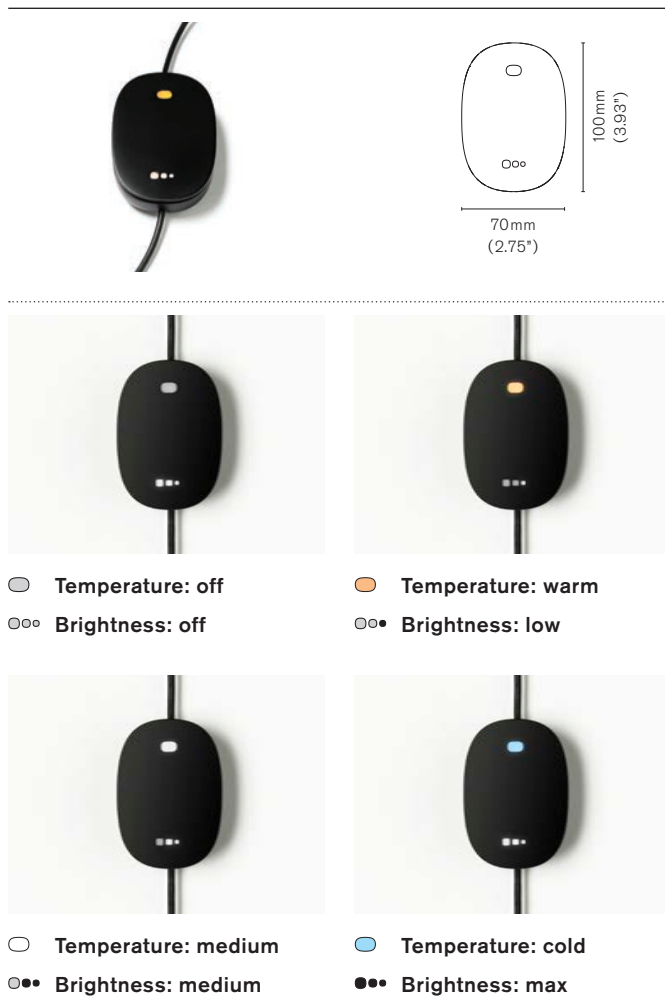 100mm
(3.93")
70mm
(2.75")
Temperature: off
Brightness: off
Temperature: warm
Brightness: low
Temperature: medium
Brightness: medium
Temperature: cold
Brightness: max